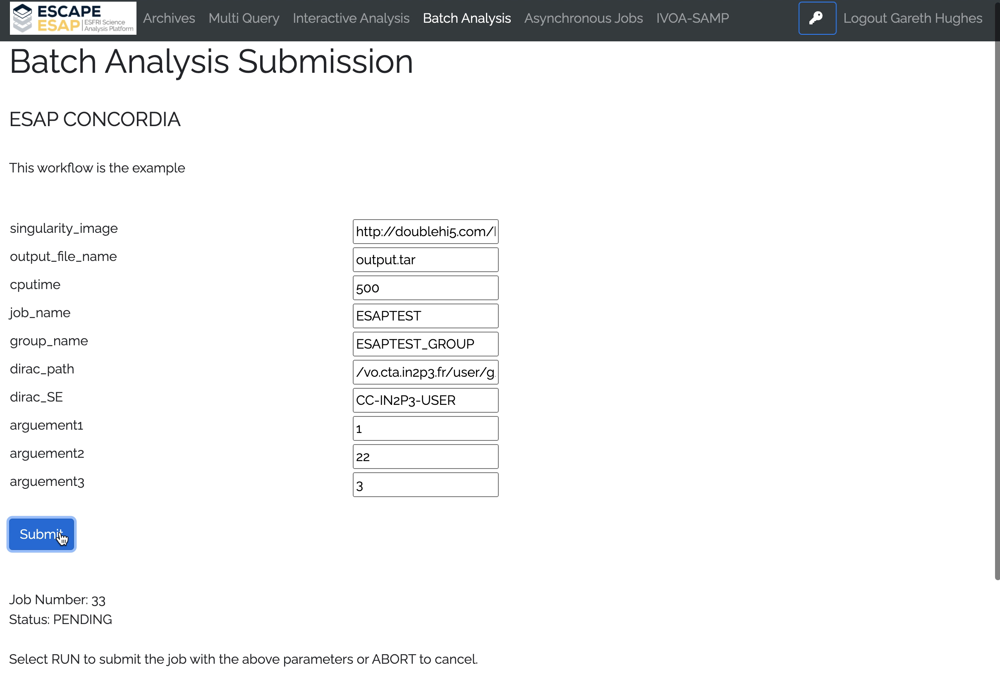 ESCAPE
ESAP | ESFRI Science
Analysis Platform
Archives Multi Query Interactive Analysis Batch Analysis Asynchronous Jobs IVOA-SAMP Logout Gareth Hughes
Batch Analysis Submission
ESAP CONCORDIA
This workflow is the example
singularity_image http://doublehi5.com/
output_file_name output.tar
cputime 500
job_name ESAPTEST
group_name ESAPTEST_GROUP
dirac_path /vo.cta.in2p3.fr/user/g
dirac_SE CC-IN2P3-USER
arguement1 1
arguement2 22
arguement3 3
Submit
Job Number: 33
Status: PENDING
Select RUN to submit the job with the above parameters or ABORT to cancel.